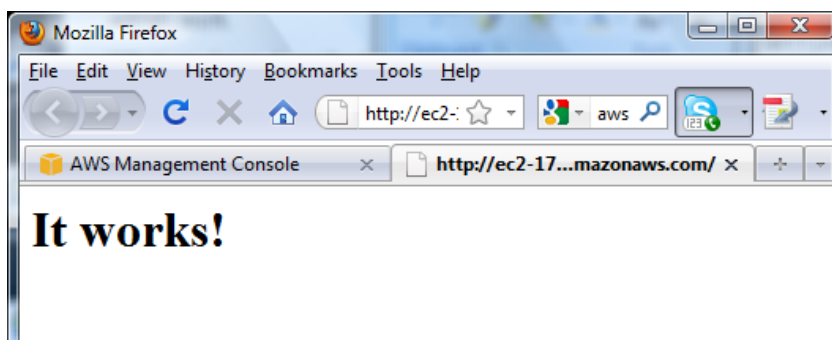 Mozilla Firefox
File Edit View History Bookmarks Tools Help
http://ec2-: aws 123
AWS Management Console http://ec2-17...mazonaws.com/
It works!